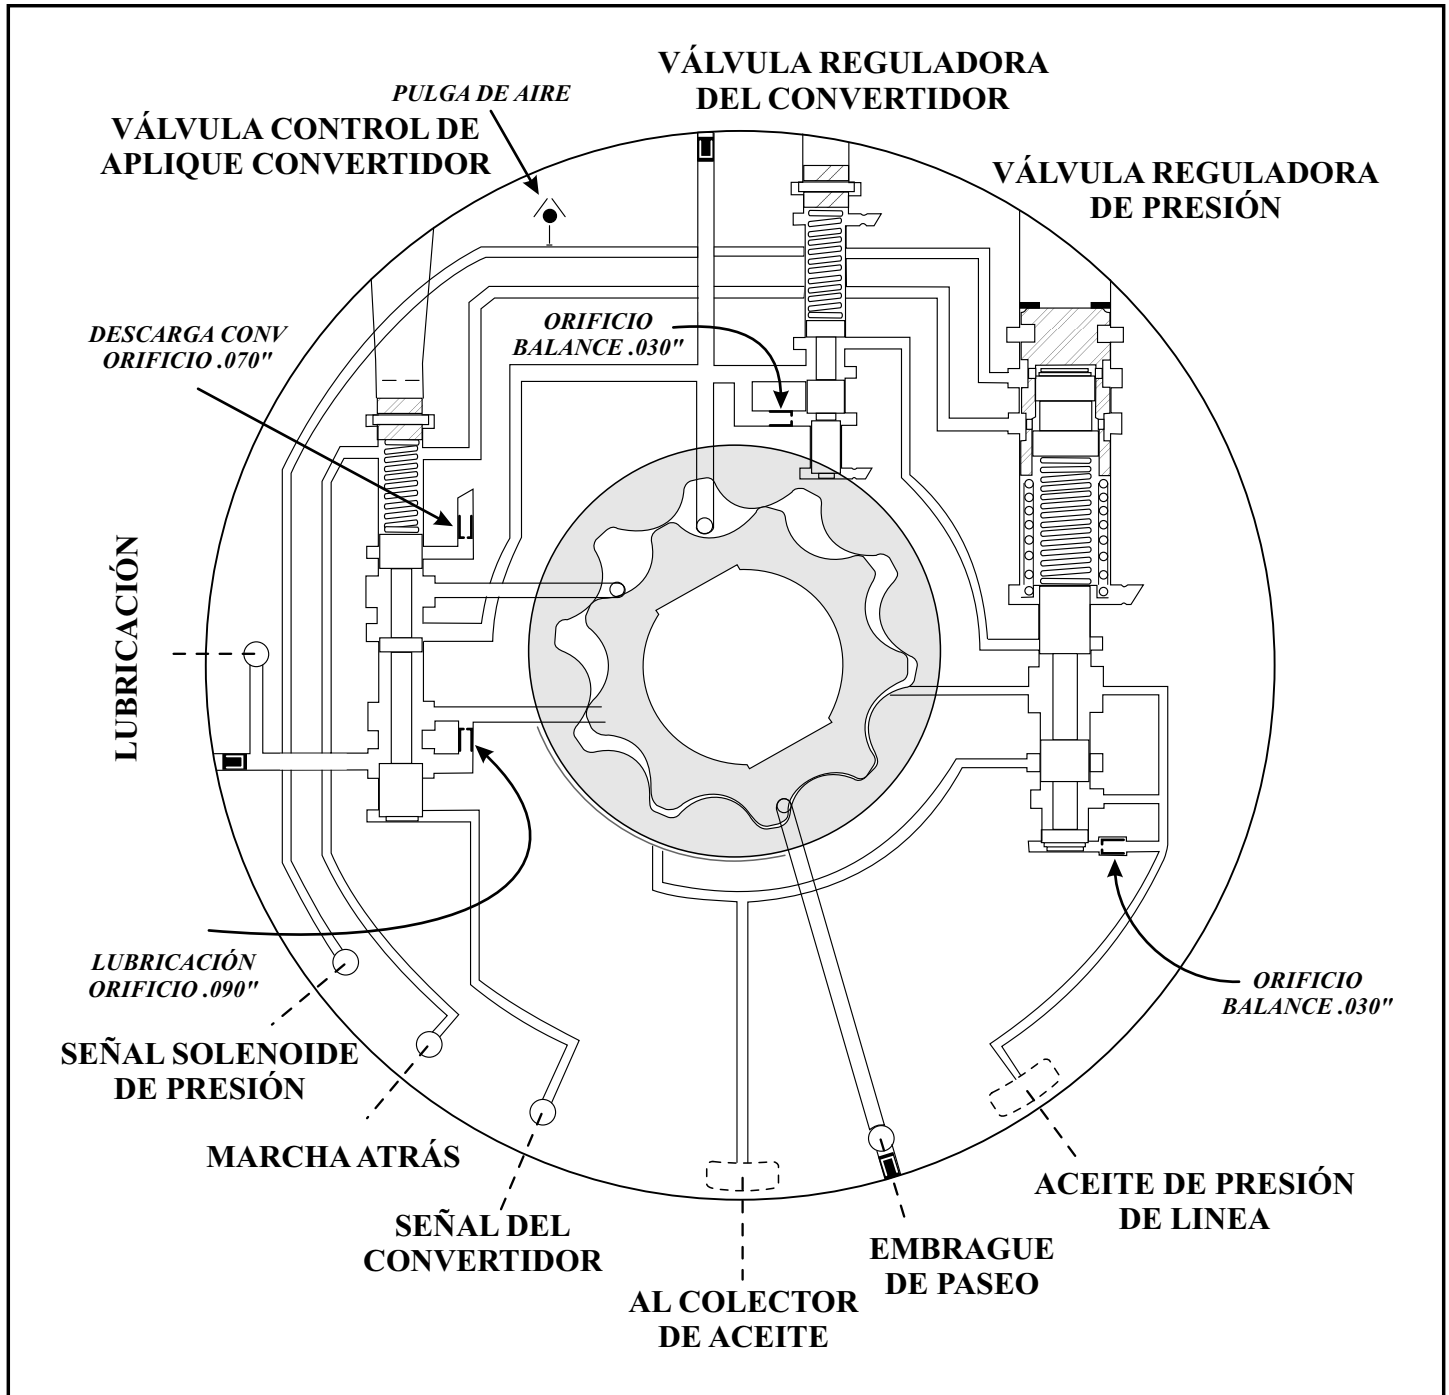 VÁLVULA REGULADORA
DEL CONVERTIDOR
PULGA DE AIRE
VÁLVULA CONTROL DE
APLIQUE CONVERTIDOR
VÁLVULA REGULADORA
DE PRESIÓN
DESCARGA CONV
ORIFICIO .070"
ORIFICIO
BALANCE .030"
LUBRICACIÓN
LUBRICACIÓN
ORIFICIO .090"
ORIFICIO
BALANCE .030"
SEÑAL SOLENOIDE
DE PRESIÓN
MARCHA ATRÁS
SEÑAL DEL
CONVERTIDOR
AL COLECTOR
DE ACEITE
EMBRAGUE
DE PASEO
ACEITE DE PRESIÓN
DE LINEA